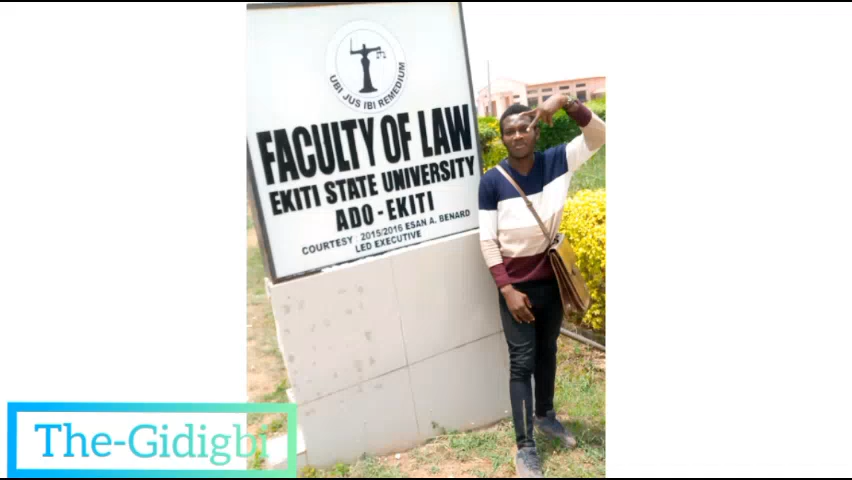 UBI JUS IBI REMEDIUM
FACULTY OF LAW
EKITI STATE UNIVERSITY
ADO - EKITI
COURTESY : 2015/2016 ESAN A. BENARD
LED EXECUTIVE
The-Gidigbi